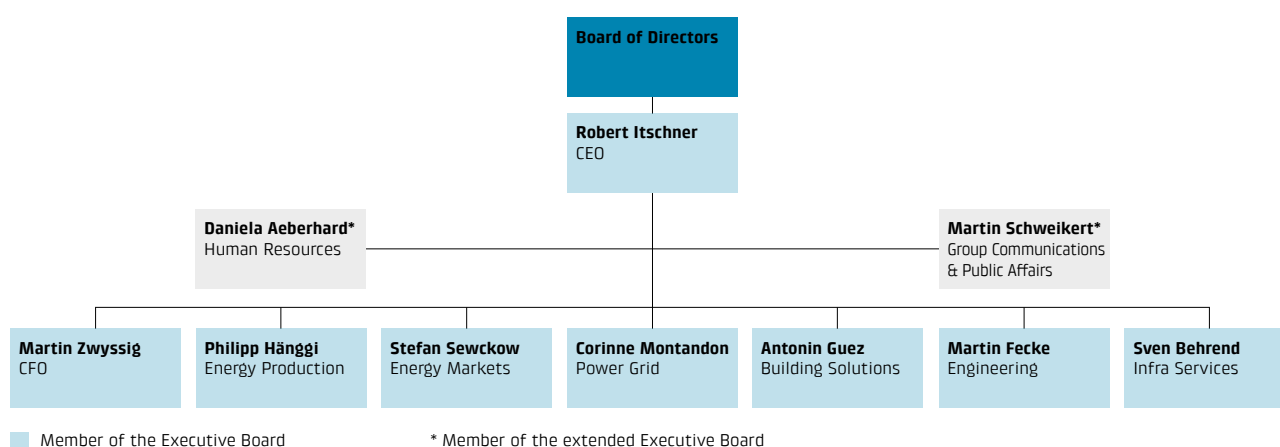 Board of Directors
Robert Itschner
CEO
Daniela Aeberhard*
Human Resources
Martin Schweikert*
Group Communications
& Public Affairs
Martin Zwyssig
CFO
Philipp Hänggi
Energy Production
Stefan Sewckow
Energy Markets
Corinne Montandon
Power Grid
Antonin Guez
Building Solutions
Martin Fecke
Engineering
Sven Behrend
Infra Services
Member of the Executive Board
* Member of the extended Executive Board